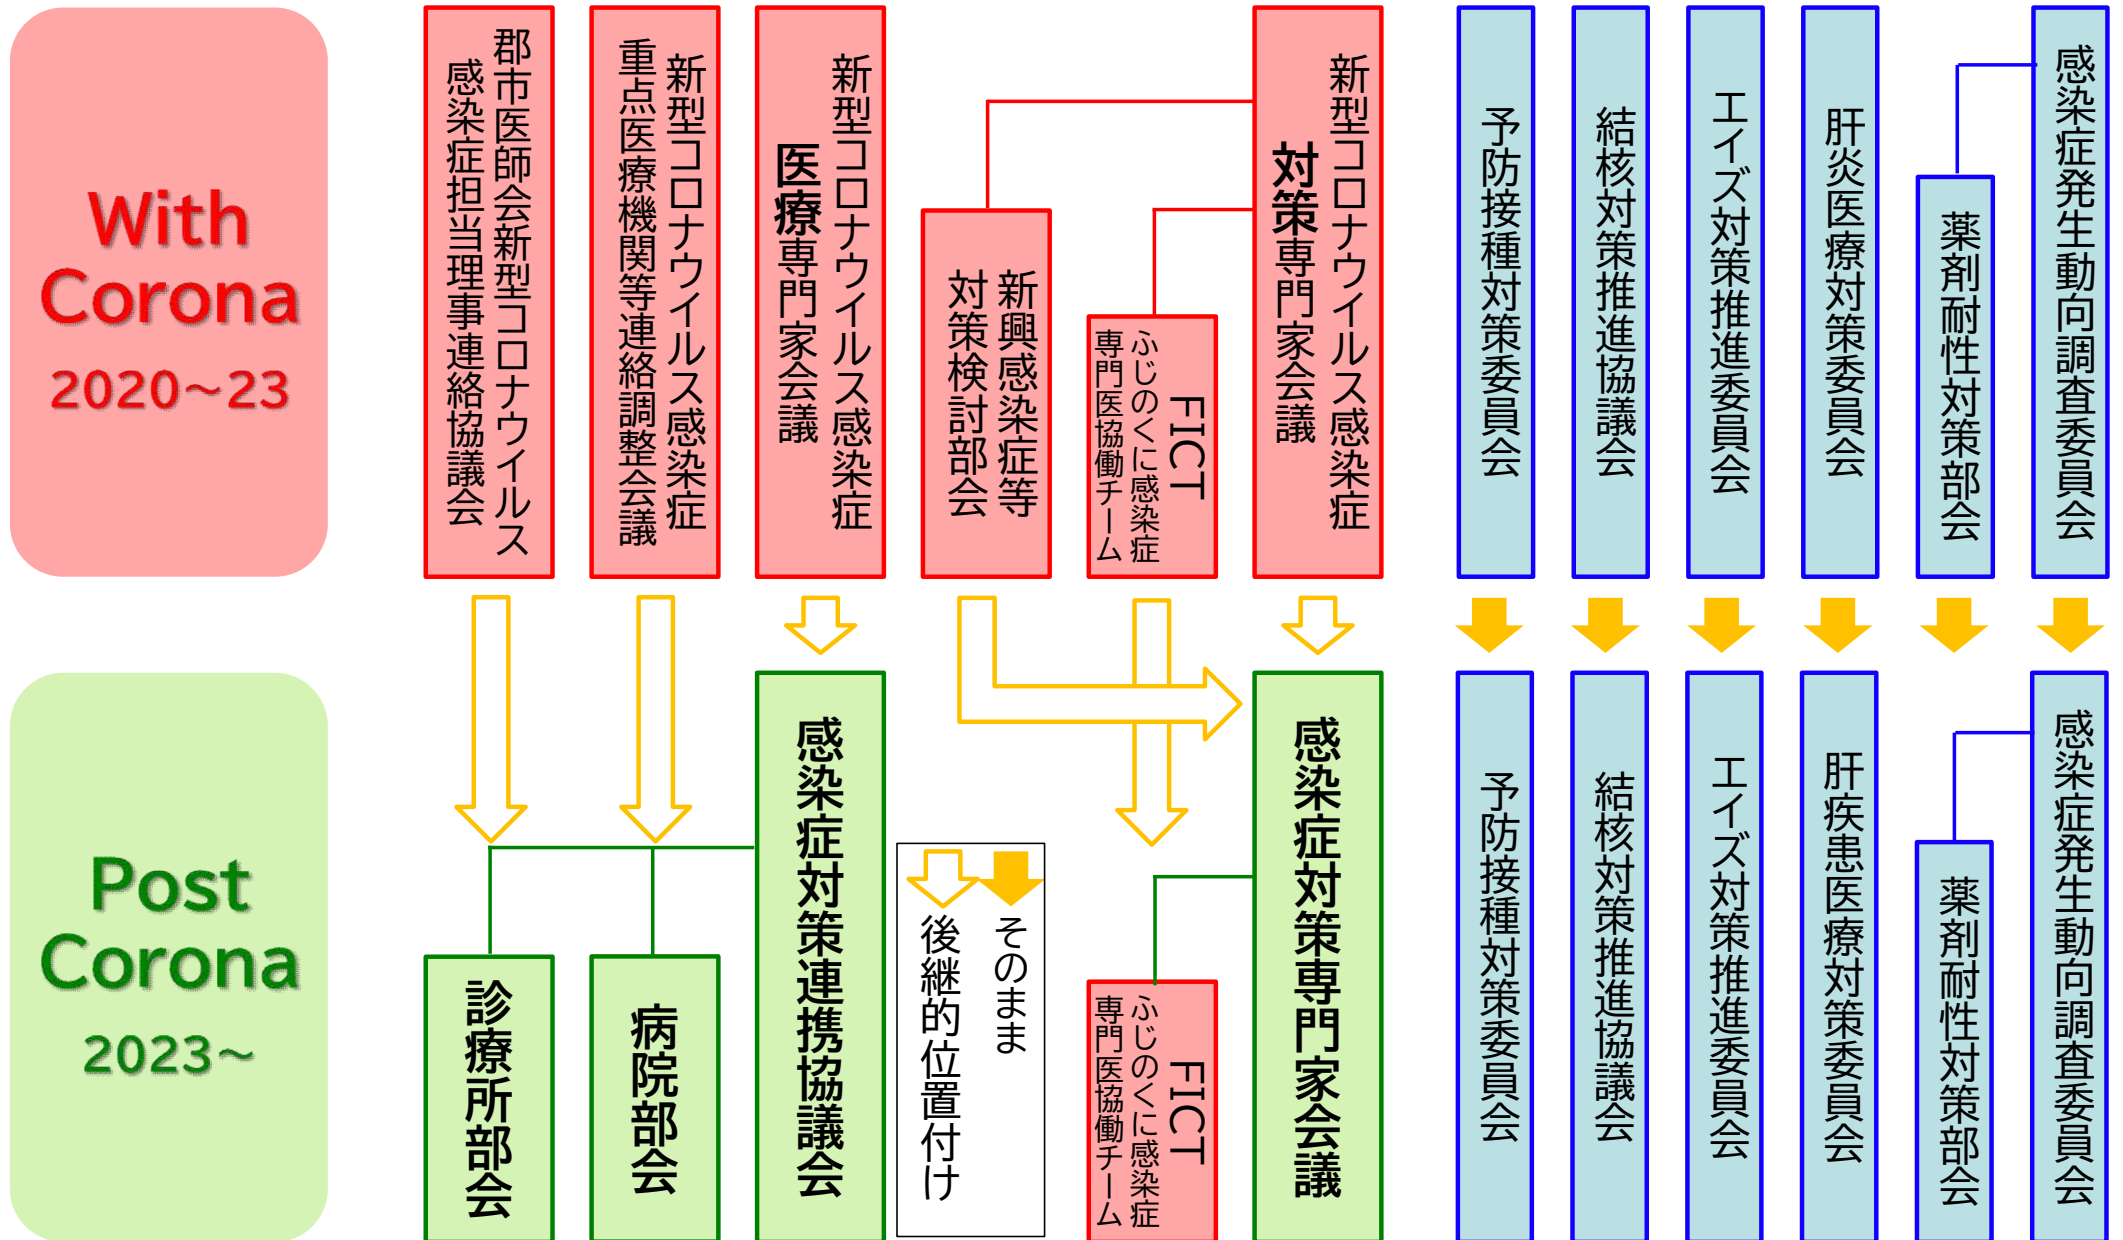 With
Corona
2020～23
郡市医師会新型コロナウイルス
感染症担当理事連絡協議会
新型コロナウイルス感染症
重点医療機関等連絡調整会議
新型コロナウイルス感染症
医療専門家会議
新興感染症等
対策検討部会
FICT
ふじのくに感染症
専門医協働チーム
新型コロナウイルス感染症
対策専門家会議
予防接種対策委員会
結核対策推進協議会
エイズ対策推進委員会
肝炎医療対策委員会
薬剤耐性対策部会
感染症発生動向調査委員会
Post
Corona
2023～
診療所部会
病院部会
感染症対策連携協議会
そのまま
後継的位置付け
FICT
ふじのくに感染症
専門医協働チーム
感染症対策専門家会議
予防接種対策委員会
結核対策推進協議会
エイズ対策推進委員会
肝疾患医療対策委員会
薬剤耐性対策部会
感染症発生動向調査委員会